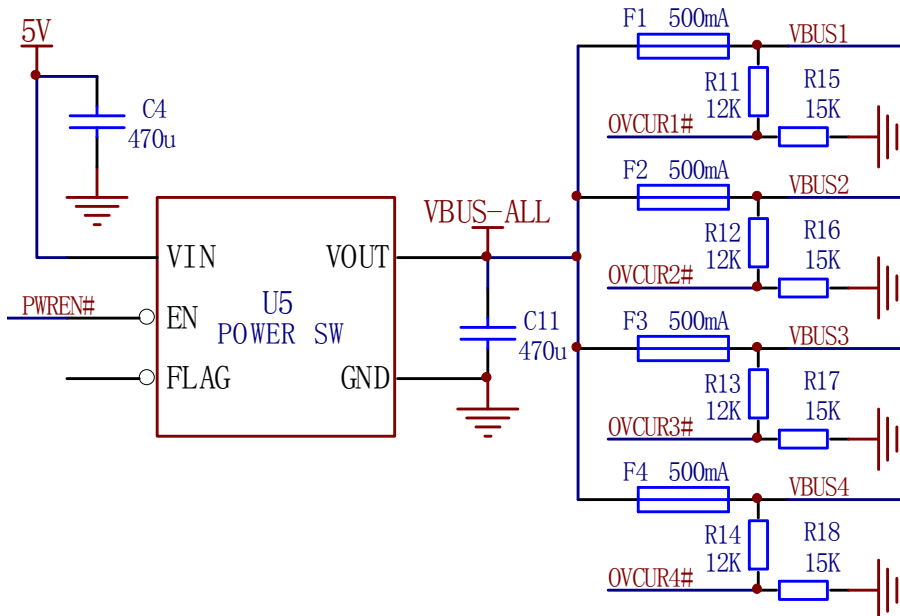 5V
C4
470u
VIN
EN
FLAG
VOUT
GND
U5
POWER SW
PWREN#
VBUS-ALL
C11
470u
F1 500mA
VBUS1
R11
12K
R15
15K
OVCUR1#
F2 500mA
VBUS2
R12
12K
R16
15K
OVCUR2#
F3 500mA
VBUS3
R13
12K
R17
15K
OVCUR3#
F4 500mA
VBUS4
R14
12K
R18
15K
OVCUR4#